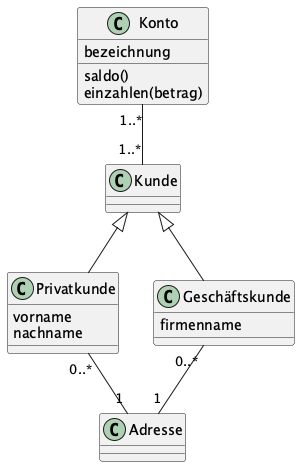 C Konto
bezeichnung
saldo()
einzahlen(betrag)
1..*
1..*
C Kunde
C Privatkunde
vorname
nachname
C Geschäftskunde
firmenname
0..*
0..*
1
1
C Adresse